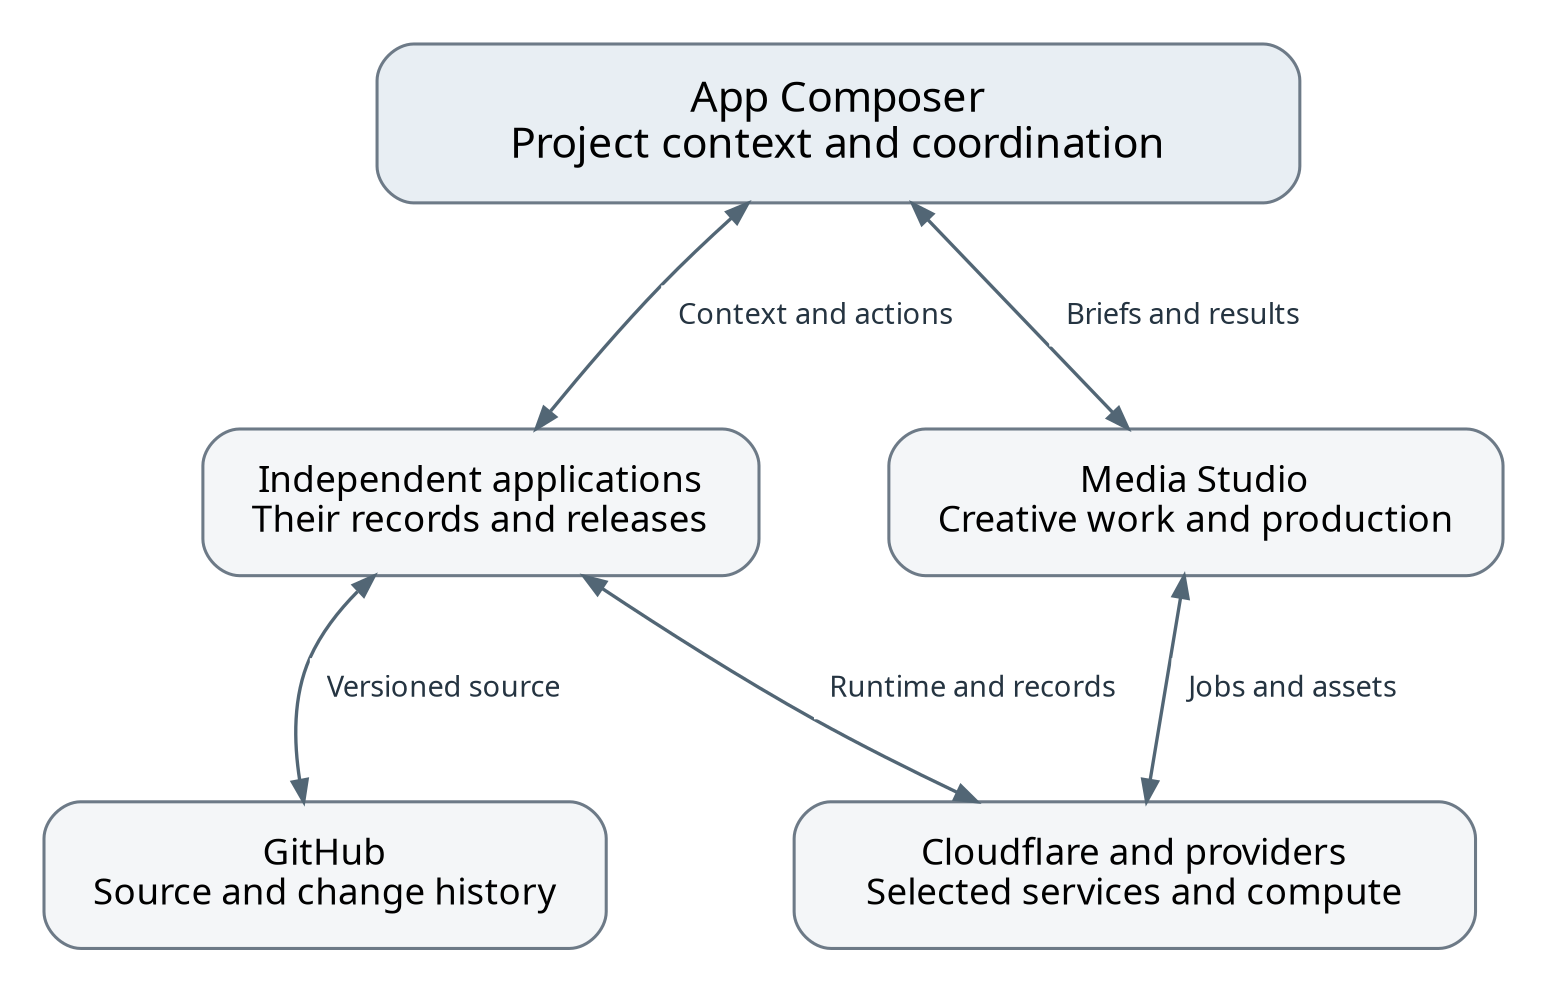 App Composer
Project context and coordination
Context and actions
Briefs and results
Independent applications
Their records and releases
Media Studio
Creative work and production
Versioned source
Runtime and records
Jobs and assets
GitHub
Source and change history
Cloudflare and providers
Selected services and compute